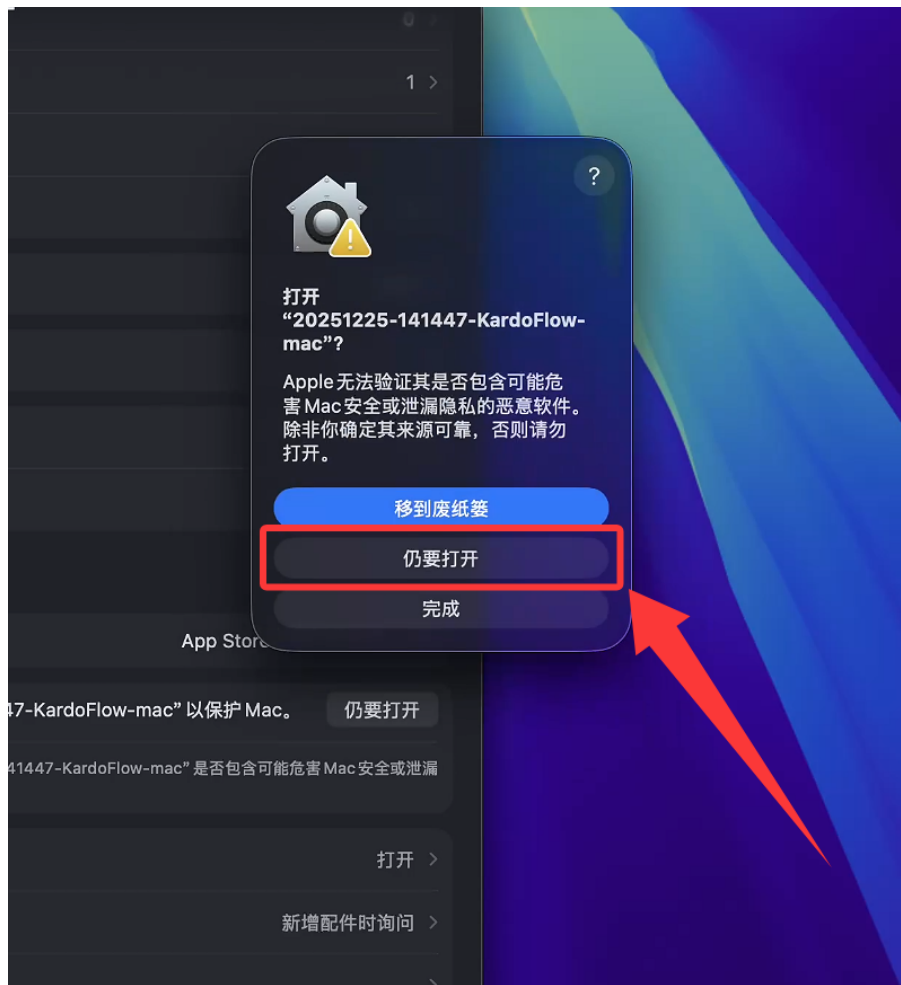 0
1
?
打开
“20251225-141447-KardoFlow-
mac”?
Apple 无法验证其是否包含可能危
害 Mac 安全或泄漏隐私的恶意软件。
除非你确定其来源可靠，否则请勿
打开。
移到废纸篓
仍要打开
完成
App Store
47-KardoFlow-mac” 以保护 Mac。
仍要打开
41447-KardoFlow-mac” 是否包含可能危害 Mac 安全或泄漏
打开
新增配件时询问